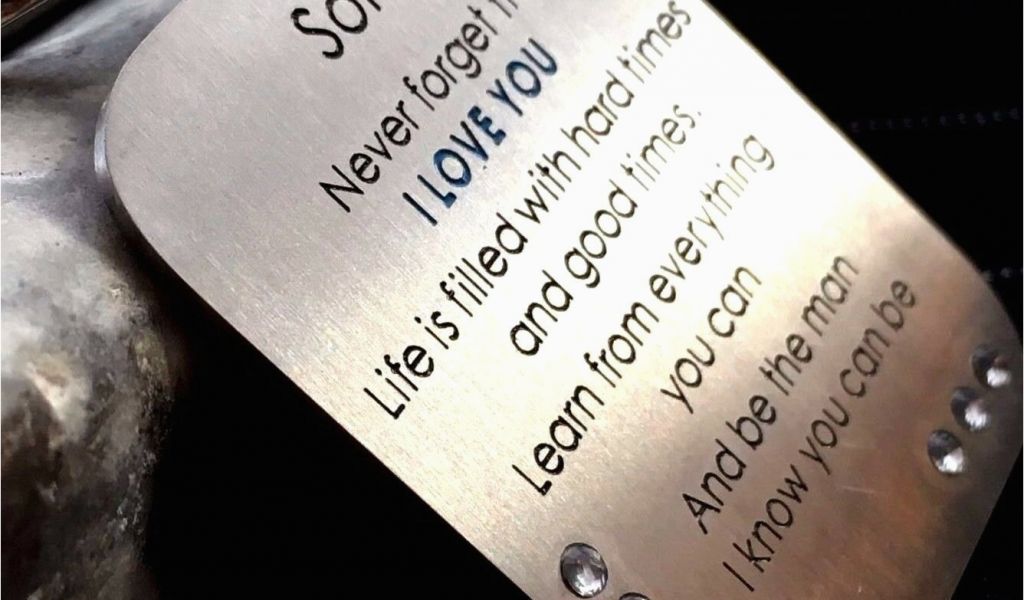 Never forget
I LOVE YOU
Life is filled with hard times
and good times.
Learn from everything
you can
And be the man
I know you can be